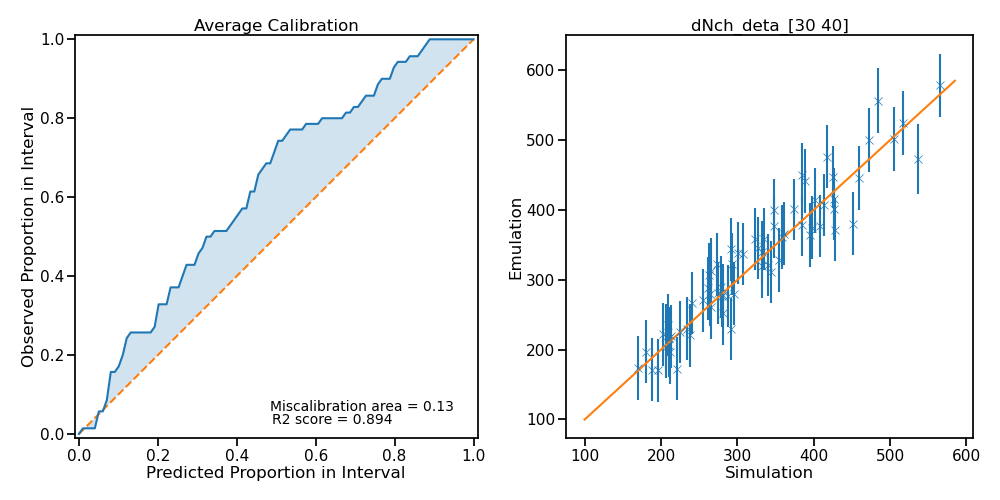 Average Calibration
1.0
0.8
0.6
0.4
0.2
0.0
Observed Proportion in Interval
Miscalibration area = 0.13
R2 score = 0.894
0.0 0.2 0.4 0.6 0.8 1.0
Predicted Proportion in Interval
dNch_deta_[30 40]
600
500
400
300
200
100
Emulation
100 200 300 400 500 600
Simulation